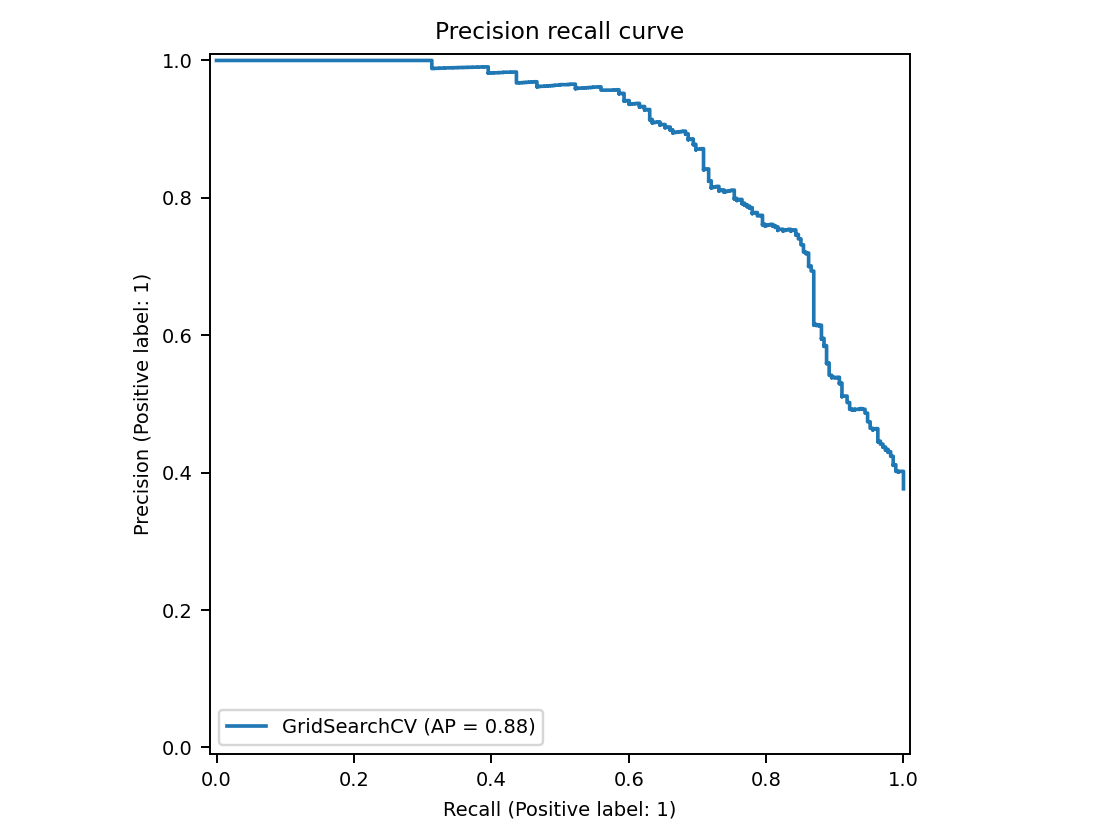 Precision recall curve
1.0
0.8
0.6
0.4
0.2
0.0
Precision (Positive label: 1)
GridSearchCV (AP = 0.88)
0.0 0.2 0.4 0.6 0.8 1.0
Recall (Positive label: 1)